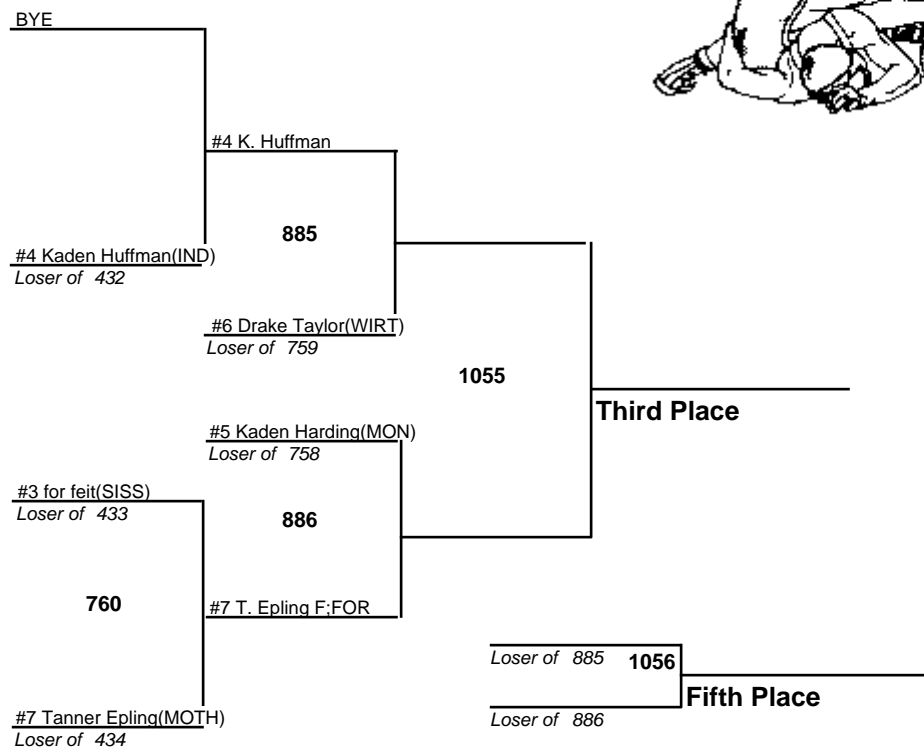 BYE
#4 K. Huffman
885
#4 Kaden Huffman(IND)
Loser of 432
#6 Drake Taylor(WIRT)
Loser of 759
1055
Third Place
#5 Kaden Harding(MON)
Loser of 758
#3 for feit(SISS)
Loser of 433
886
760
#7 T. Epling F;FOR
Loser of 885 1056
Fifth Place
Loser of 886
#7 Tanner Epling(MOTH)
Loser of 434